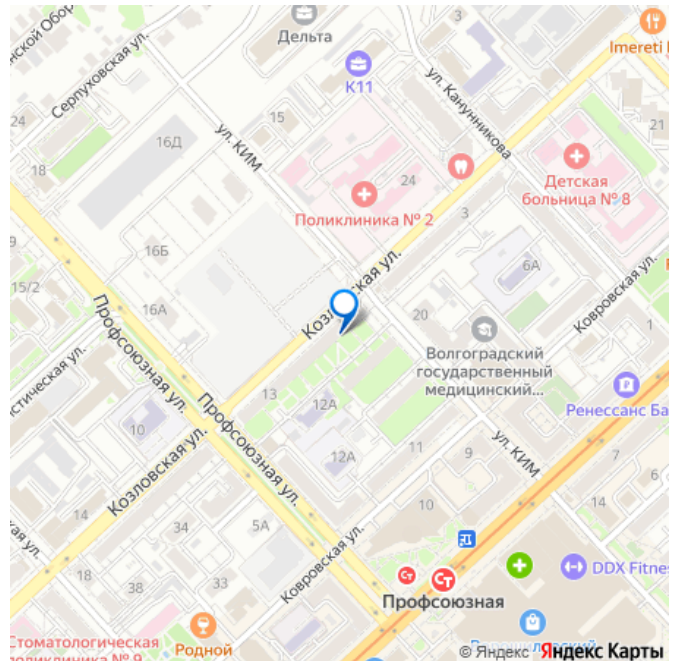 Дельта
3
Imereti
К11
Серпуховская ул.
ул. Канунникова
24
15
ул. КИМ
16Д
21
18
24
Детская
больница № 8
Поликлиника № 2
3
16Б
6А
15/2
16А
Козловская ул.
Ковровская ул.
20
1
Профсоюзная ул.
Волгоградский
государственный
медицинский...
Ренессанс Ба
13
12А
Профсоюзная ул.
10
11
9
ул. КИМ
12А
Козловская ул.
14
10
6
14
34
5А
Ковровская ул.
18
38
33
DDX Fitne
Профсоюзная
Стоматологическая
поликлиника № 9
Родной
© Яндекс Яндекс Карты